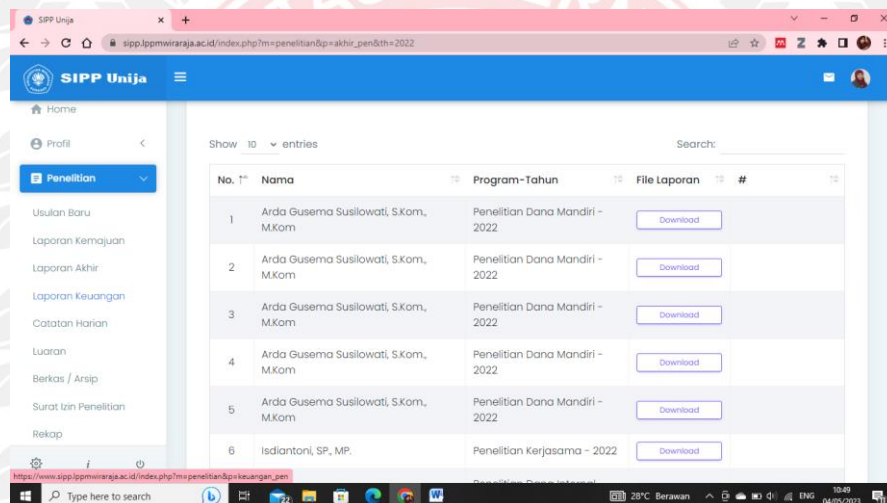 SIPP Unija
sipp.lppmwiraraja.ac.id/index.php?m=penelitian&p=akhir_pen&th=2022
SIPP Unija
Home
Profil
Penelitian
Usulan Baru
Laporan Kemajuan
Laporan Akhir
Laporan Keuangan
Catatan Harian
Luaran
Berkas / Arsip
Surat Izin Penelitian
Rekap
Show 10 entries
Search:
No. Nama Program-Tahun File Laporan #
1 Arda Gusema Susilowati, S.Kom., M.Kom Penelitian Dana Mandiri - 2022 Download
2 Arda Gusema Susilowati, S.Kom., M.Kom Penelitian Dana Mandiri - 2022 Download
3 Arda Gusema Susilowati, S.Kom., M.Kom Penelitian Dana Mandiri - 2022 Download
4 Arda Gusema Susilowati, S.Kom., M.Kom Penelitian Dana Mandiri - 2022 Download
5 Arda Gusema Susilowati, S.Kom., M.Kom Penelitian Dana Mandiri - 2022 Download
6 Isdiantoni, SP., MP. Penelitian Kerjasama - 2022 Download
https://www.sipp.lppmwiraraja.ac.id/index.php?m=penelitian&p=keuangan_pen
Type here to search
28°C Berawan
ENG
10:49
04/05/2023